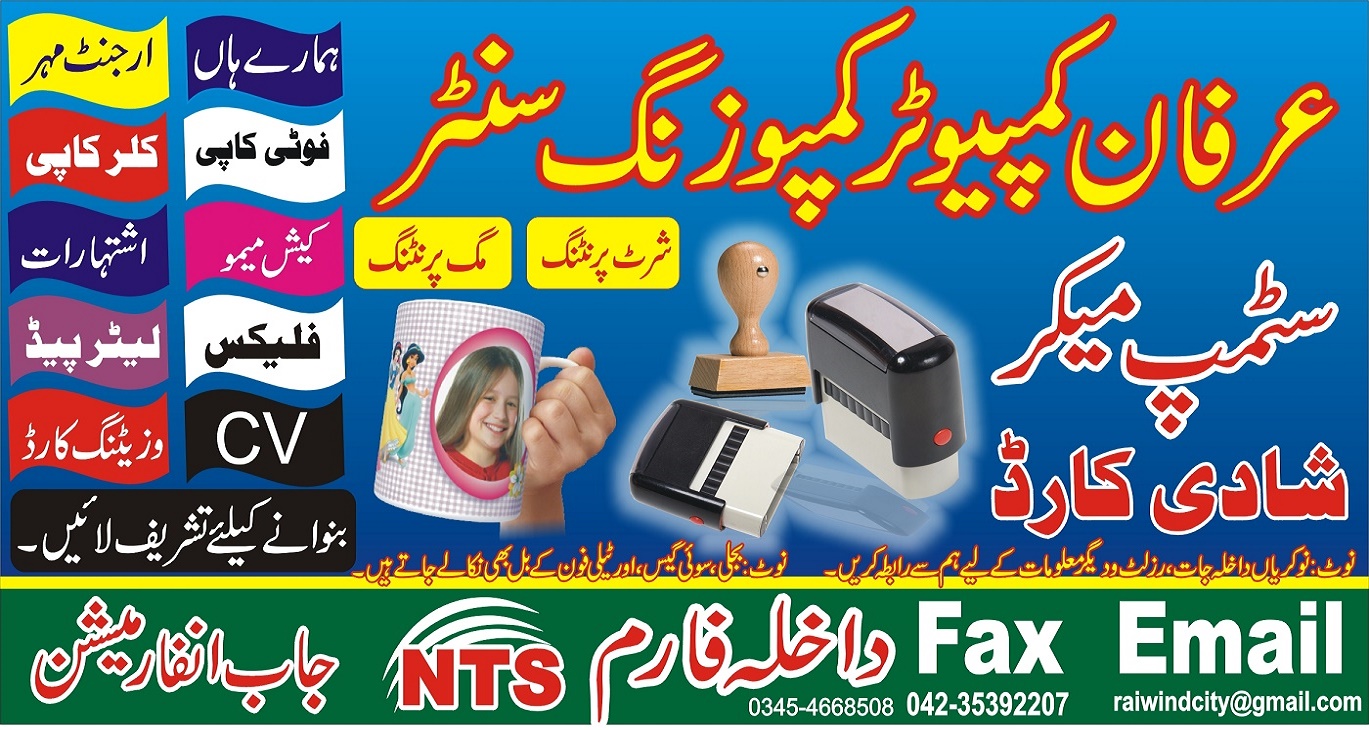 عرفان کمپیوٹر کمپوزنگ سنٹر
ہمارے ہاں
ارجنٹ مہر
فوٹی کاپی
کلر کاپی
کیش میمو
اشتہارات
فلیکس
لیٹر پیڈ
CV
وزیٹنگ کارڈ
بنوانے کیلئے تشریف لائیں۔
شرٹ پرنٹنگ
مگ پرنٹنگ
سٹمپ میکر
شادی کارڈ
نوٹ: نوکریاں داخلہ جات، رزلٹ ودیگر معلومات کے لیے ہم سے رابطہ کریں۔
نوٹ: بجلی، سوئی گیس، اور ٹیلی فون کے بل بھی نکالے جاتے ہیں۔
Email
raiwindcity@gmail.com
Fax
042-35392207
داخلہ فارم
0345-4668508
NTS
جاب انفارمیشن